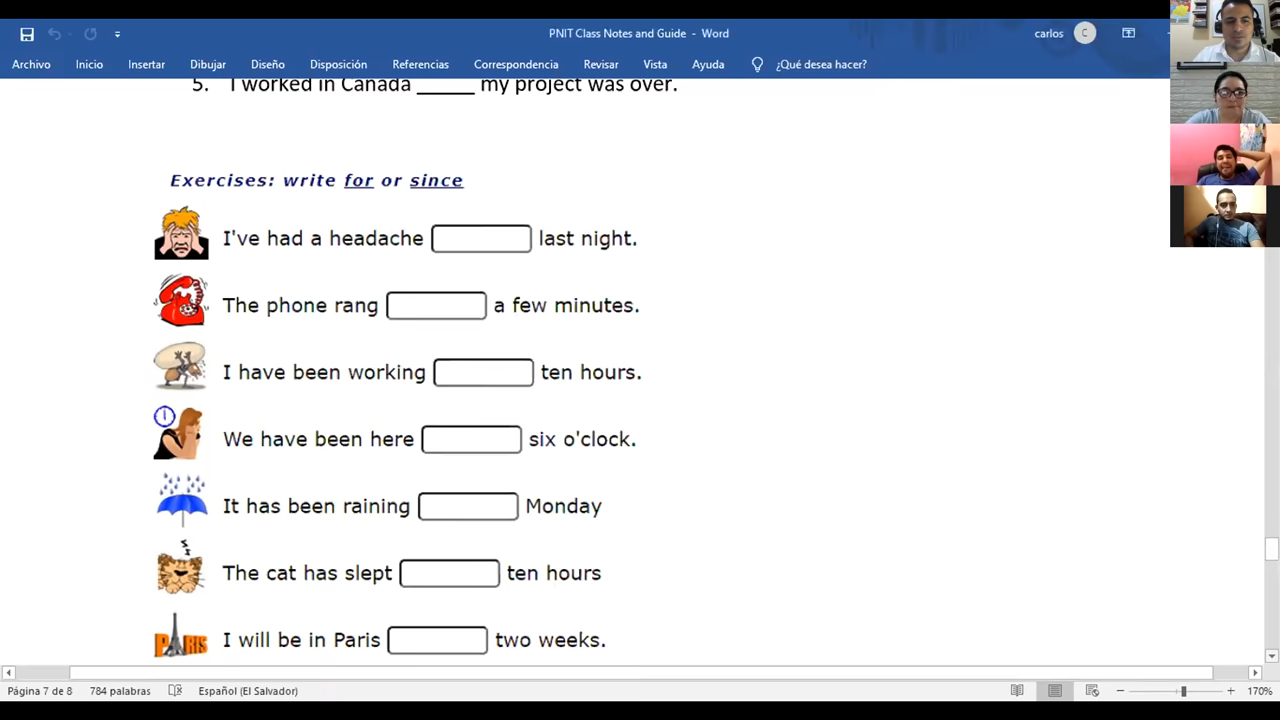 PNIT Class Notes and Guide - Word
carlos
C
Archivo Inicio Insertar Dibujar Diseño Disposición Referencias Correspondencia Revisar Vista Ayuda ¿Qué desea hacer?
5. I worked in Canada _____ my project was over.
Exercises: write for or since
I've had a headache last night.
The phone rang a few minutes.
I have been working ten hours.
We have been here six o'clock.
It has been raining Monday
The cat has slept ten hours
PARIS I will be in Paris two weeks.
Página 7 de 8 784 palabras Español (El Salvador) 170%